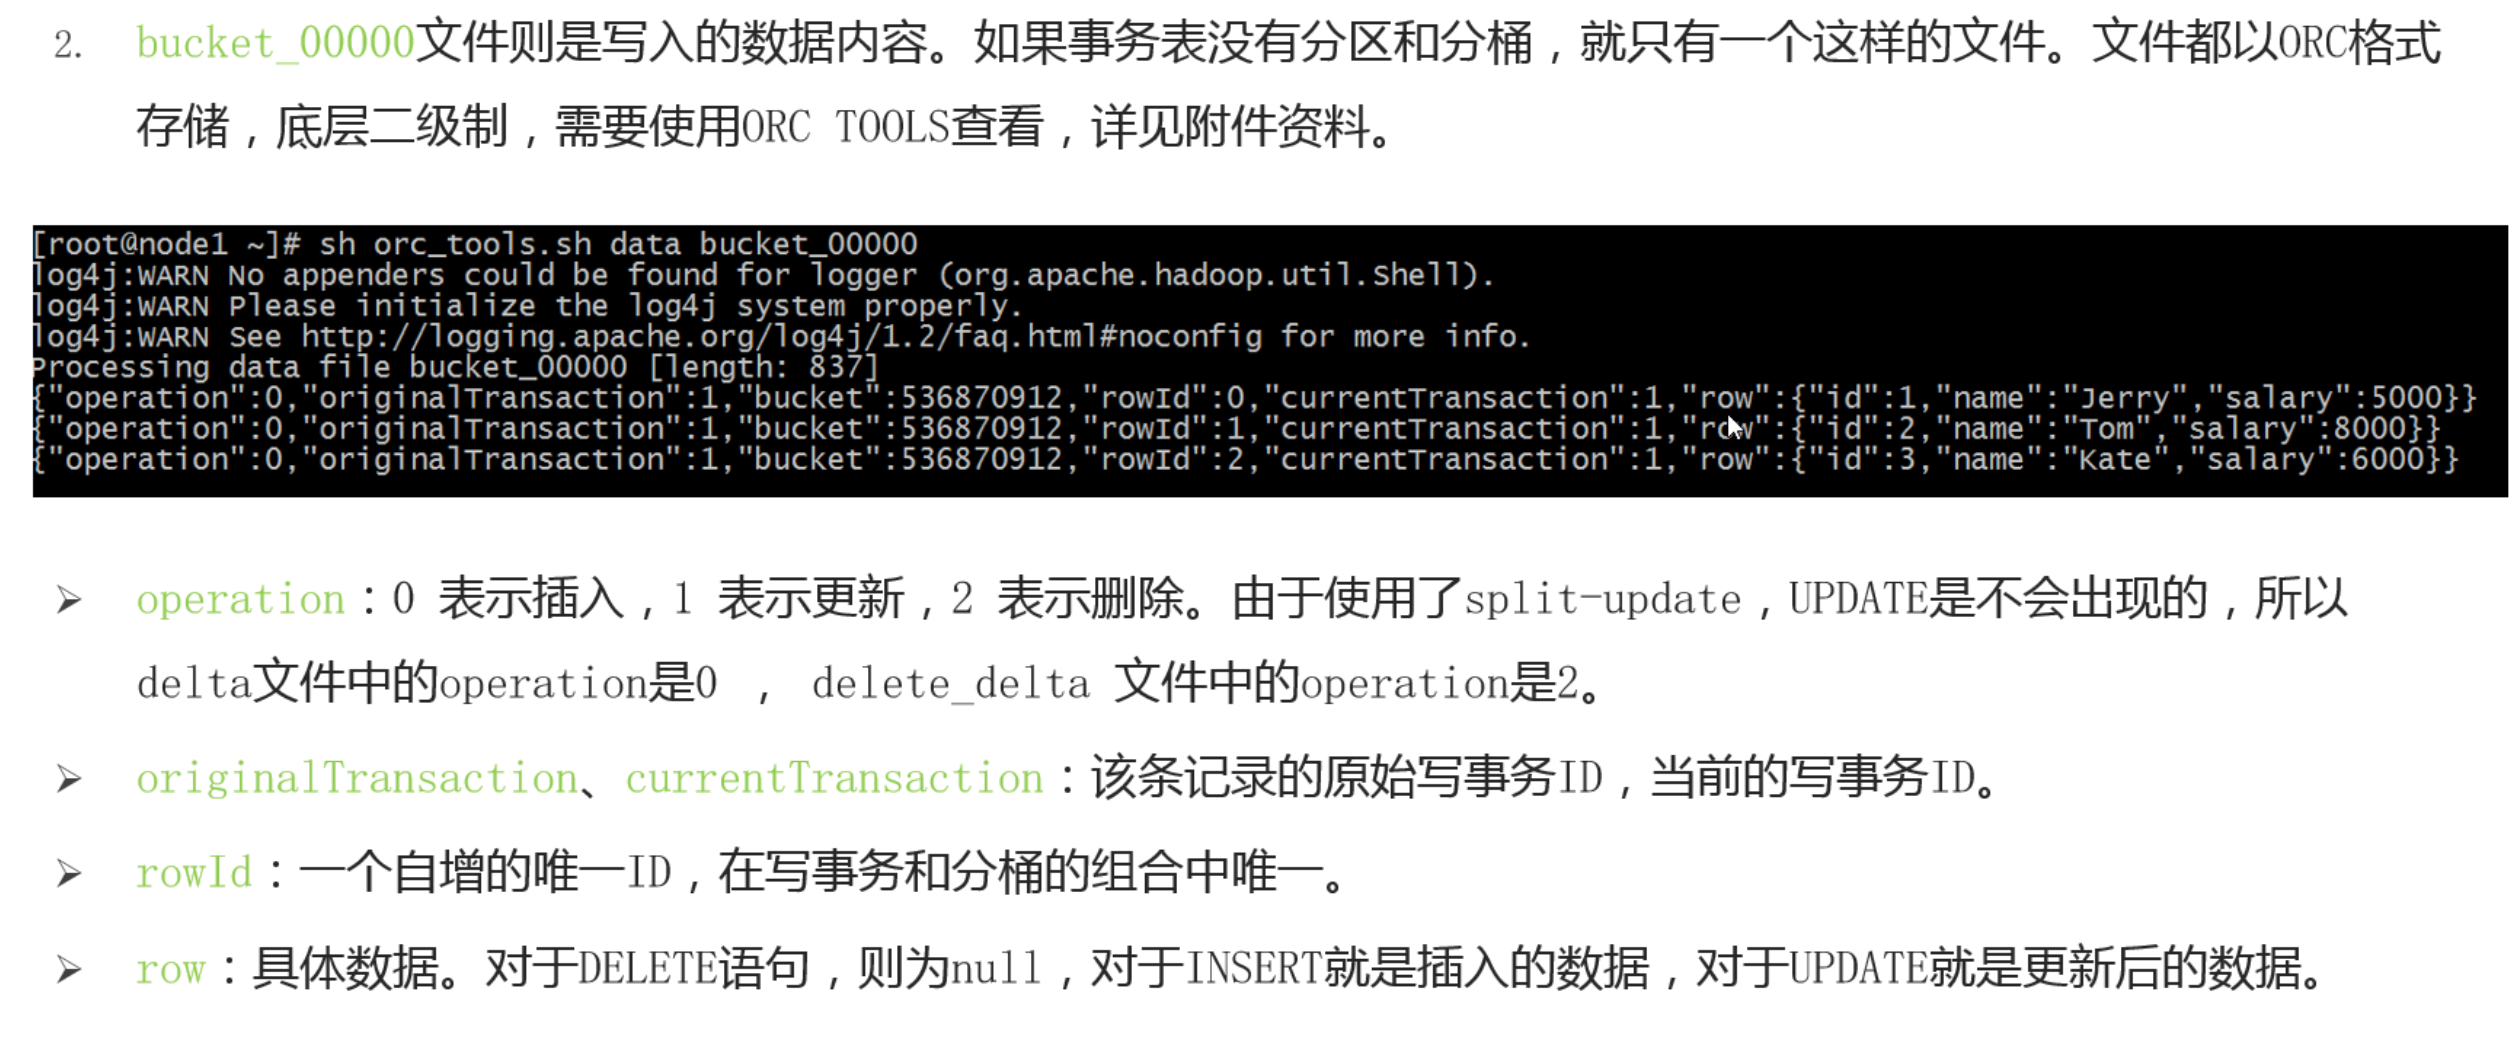 2. bucket_00000文件则是写入的数据内容。如果事务表没有分区和分桶，就只有一个这样的文件。文件都以ORC格式
存储，底层二级制，需要使用ORC TOOLS查看，详见附件资料。
[root@node1 ~]# sh orc_tools.sh data bucket_00000
log4j:WARN No appenders could be found for logger (org.apache.hadoop.util.Shell).
log4j:WARN Please initialize the log4j system properly.
log4j:WARN See http://logging.apache.org/log4j/1.2/faq.html#noconfig for more info.
Processing data file bucket_00000 [length: 837]
{"operation":0,"originalTransaction":1,"bucket":536870912,"rowId":0,"currentTransaction":1,"row":{"id":1,"name":"Jerry","salary":5000}}
{"operation":0,"originalTransaction":1,"bucket":536870912,"rowId":1,"currentTransaction":1,"row":{"id":2,"name":"Tom","salary":8000}}
{"operation":0,"originalTransaction":1,"bucket":536870912,"rowId":2,"currentTransaction":1,"row":{"id":3,"name":"Kate","salary":6000}}
➢ operation：0 表示插入，1 表示更新，2 表示删除。由于使用了split-update，UPDATE是不会出现的，所以
delta文件中的operation是0 ， delete_delta 文件中的operation是2。
➢ originalTransaction、currentTransaction：该条记录的原始写事务ID，当前的写事务ID。
➢ rowId：一个自增的唯一ID，在写事务和分桶的组合中唯一。
➢ row：具体数据。对于DELETE语句，则为null，对于INSERT就是插入的数据，对于UPDATE就是更新后的数据。